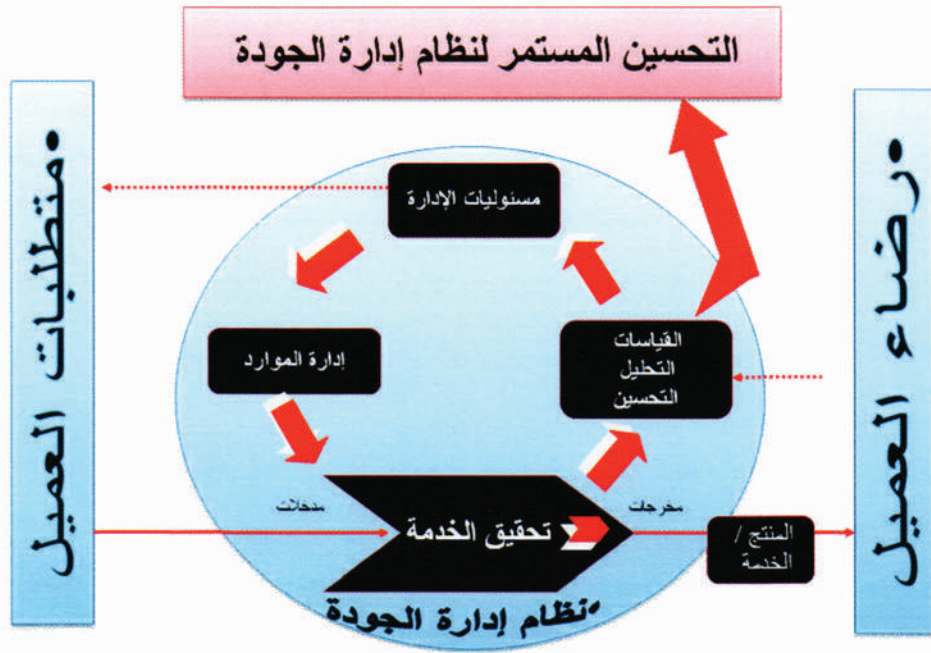 التحسين المستمر لنظام إدارة الجودة
•متطلبات العميل
•رضاء العميل
مسئوليات الإدارة
إدارة الموارد
القياسات
التحليل
التحسين
مدخلات
تحقيق الخدمة
مخرجات
المنتج /
الخدمة
•نظام إدارة الجودة